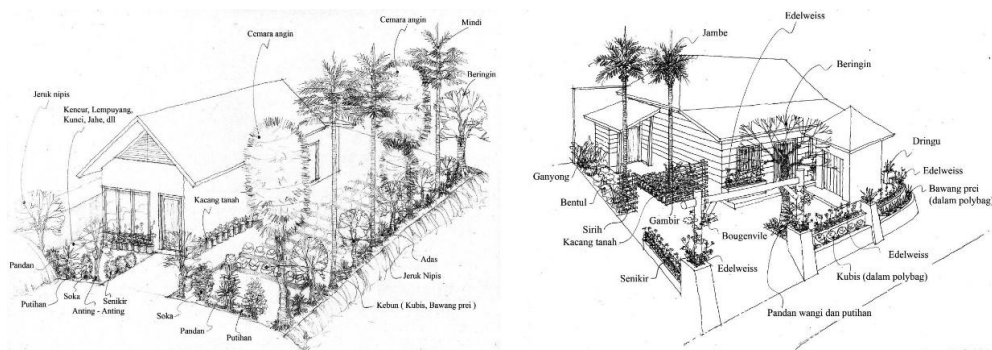 Cemara angin
Cemara angin
Mindi
Beringin
Jeruk nipis
Kencur, Lempuyang,
Kunci, Jahe, dll
Kacang tanah
Pandan
Putihan
Soka
Anting - Anting
Senikir
Soka
Pandan
Putihan
Adas
Jeruk Nipis
Kebun ( Kubis, Bawang prei )
Edelweiss
Jambe
Beringin
Dringu
Edelweiss
Bawang prei
(dalam polybag)
Ganyong
Bentul
Sirih
Kacang tanah
Gambir
Bougenvile
Senikir
Edelweiss
Edelweiss
Kubis (dalam polybag)
Pandan wangi dan putihan